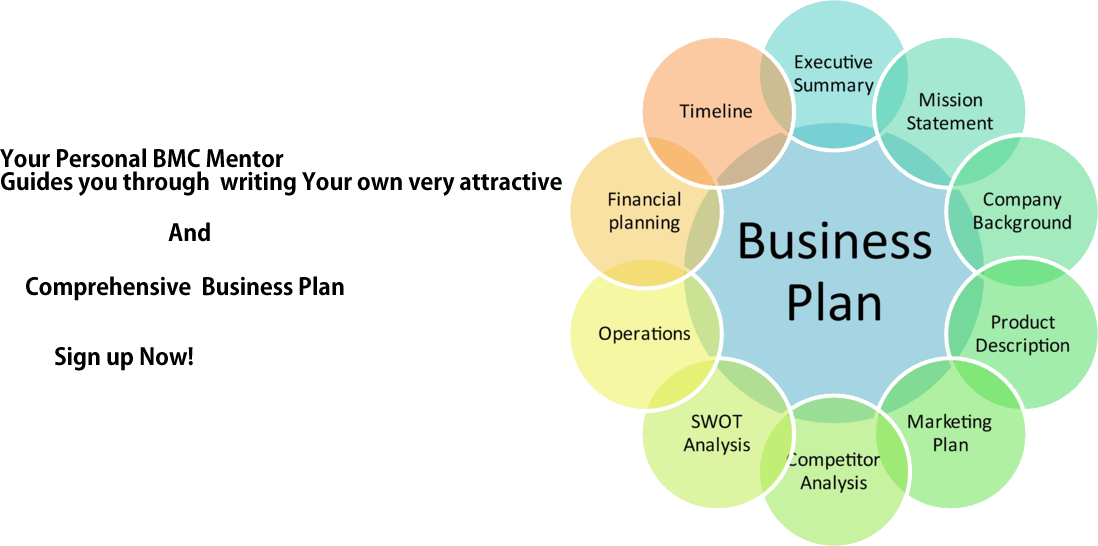 Your Personal BMC Mentor
Guides you through writing Your own very attractive
And
Comprehensive Business Plan
Sign up Now!
Executive
Summary
Mission
Statement
Company
Background
Product
Description
Marketing
Plan
Competitor
Analysis
SWOT
Analysis
Operations
Financial
planning
Timeline
Business
Plan